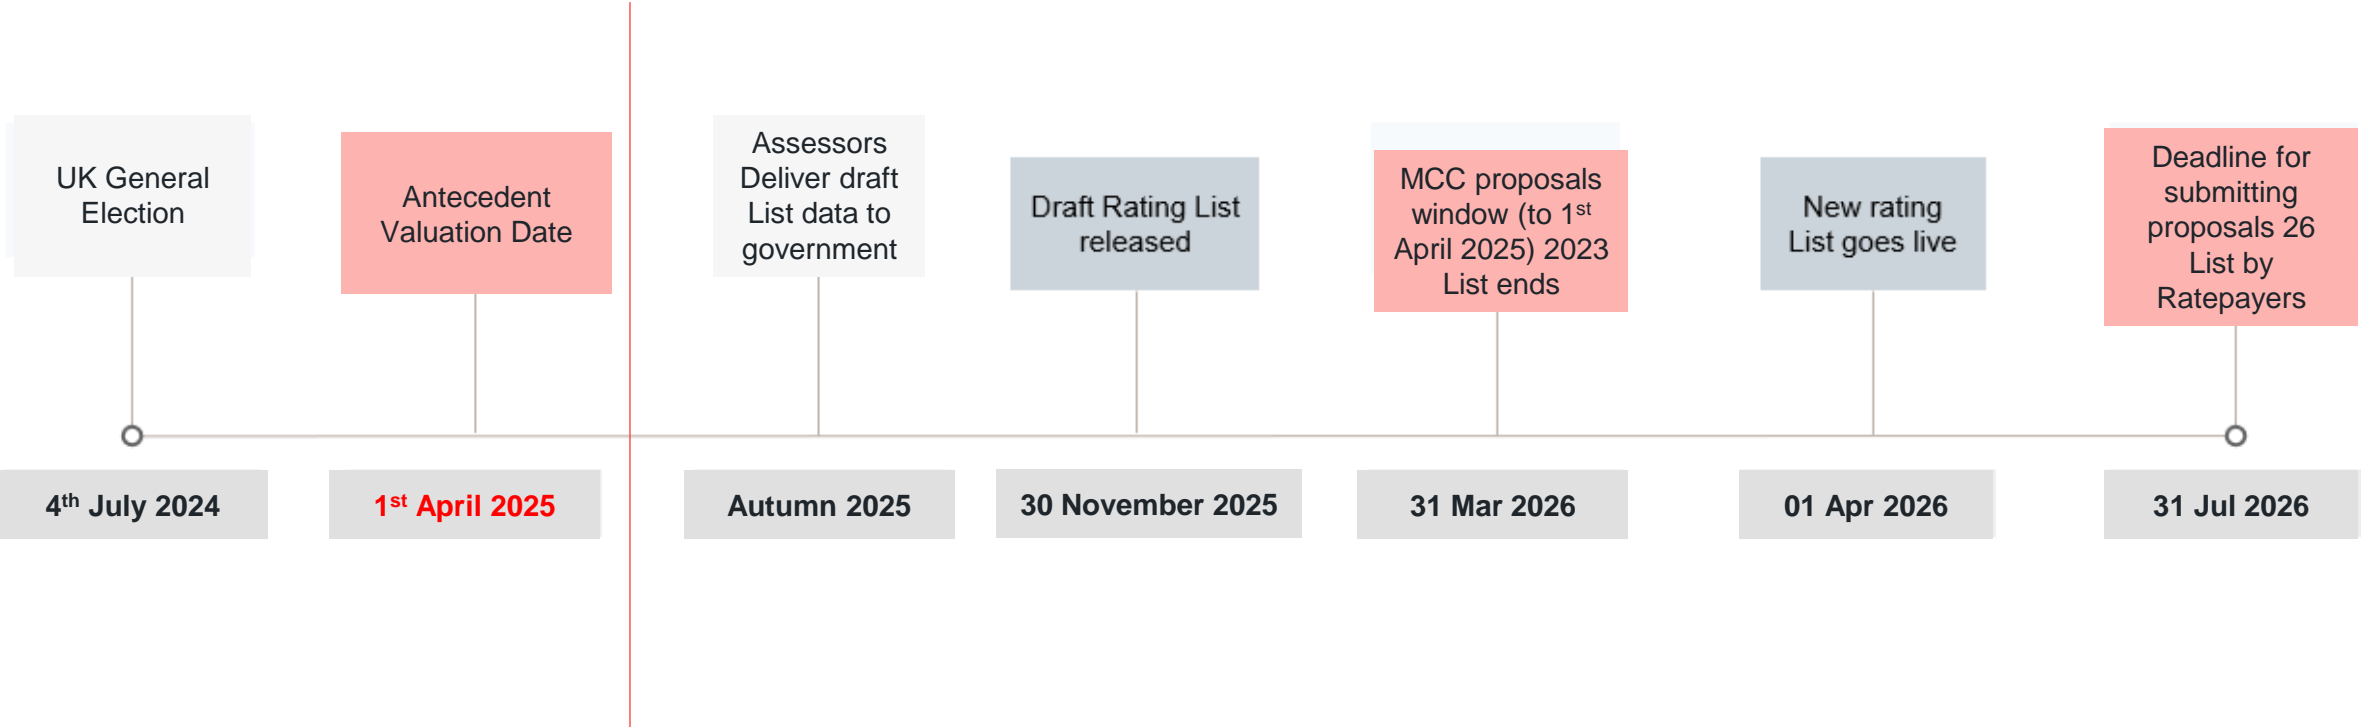 UK General
Election
Antecedent
Valuation Date
Assessors
Deliver draft
List data to
government
Draft Rating List
released
MCC proposals
window (to 1st
April 2025) 2023
List ends
New rating
List goes live
Deadline for
submitting
proposals 26
List by
Ratepayers
4th July 2024
1st April 2025
Autumn 2025
30 November 2025
31 Mar 2026
01 Apr 2026
31 Jul 2026